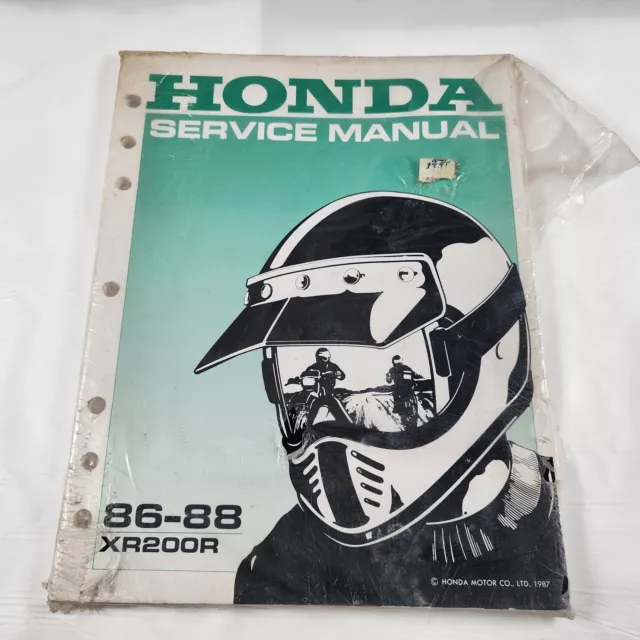 HONDA
SERVICE MANUAL
86-88
XR200R
© HONDA MOTOR CO., LTD. 1987